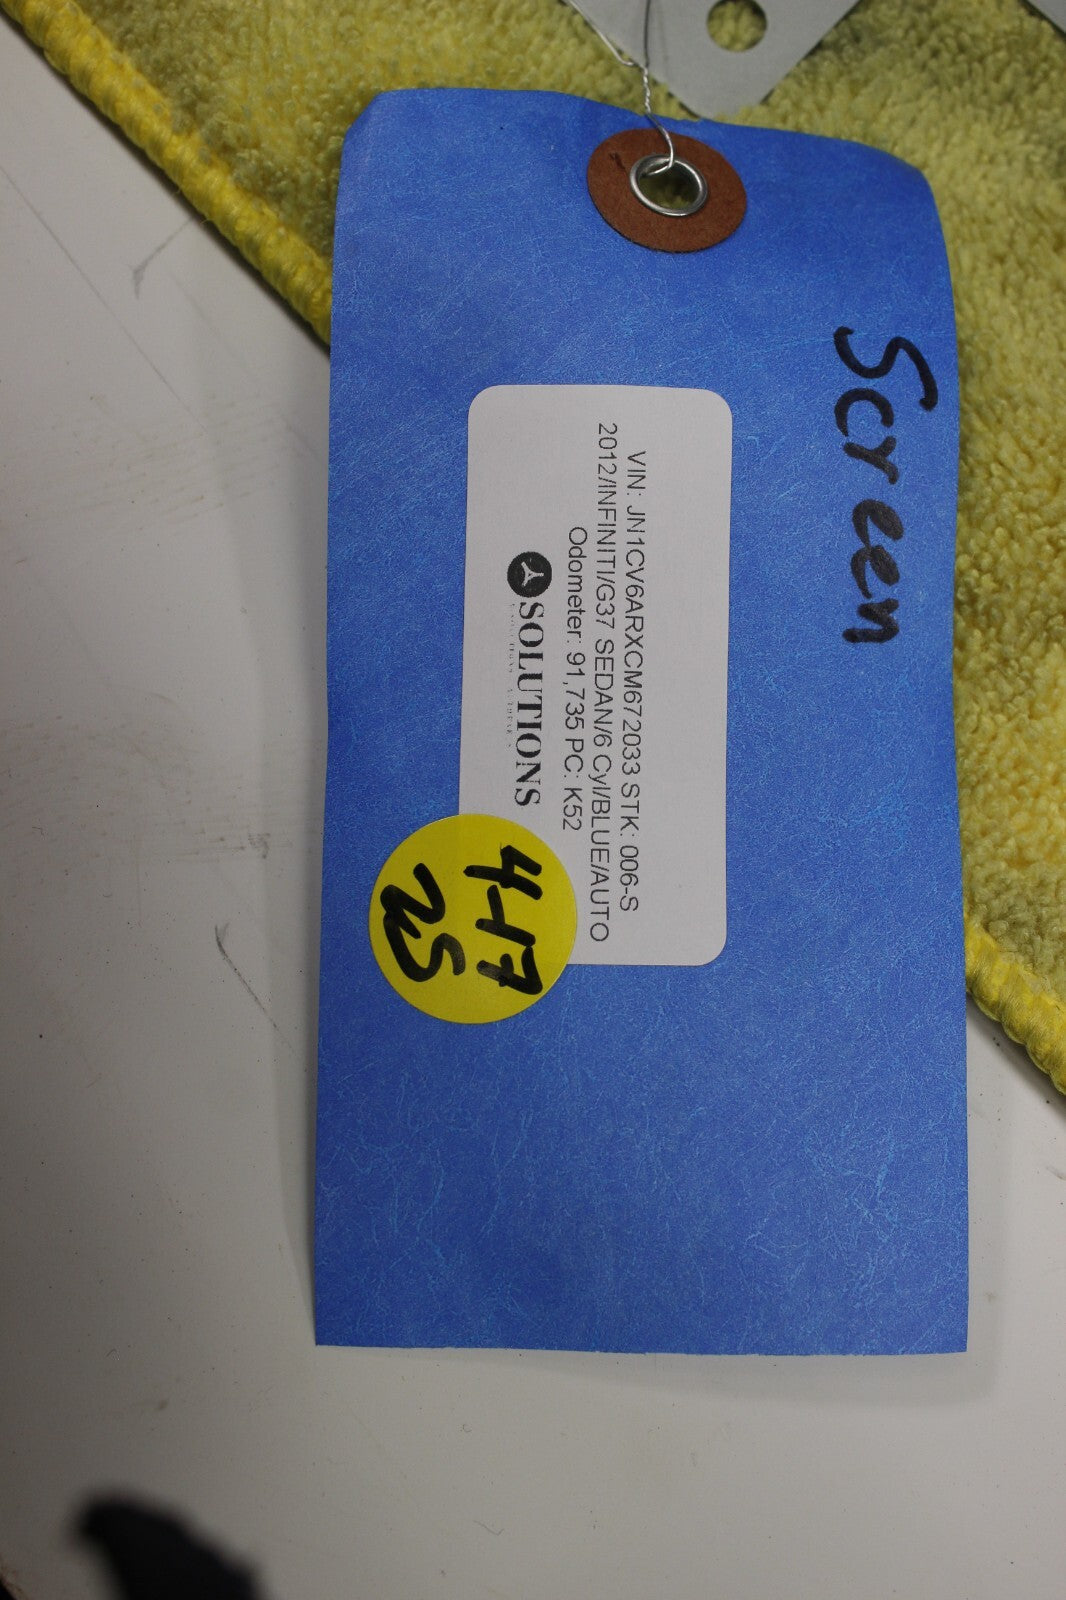 Screen
VIN: JN1CV6ARXCM672033 STK: 006-S
2012/INFINITI/G37 SEDAN/6 Cyl/BLUE/AUTO
Odometer: 91,735 PC: K52
SOLUTIONS
4-17
25